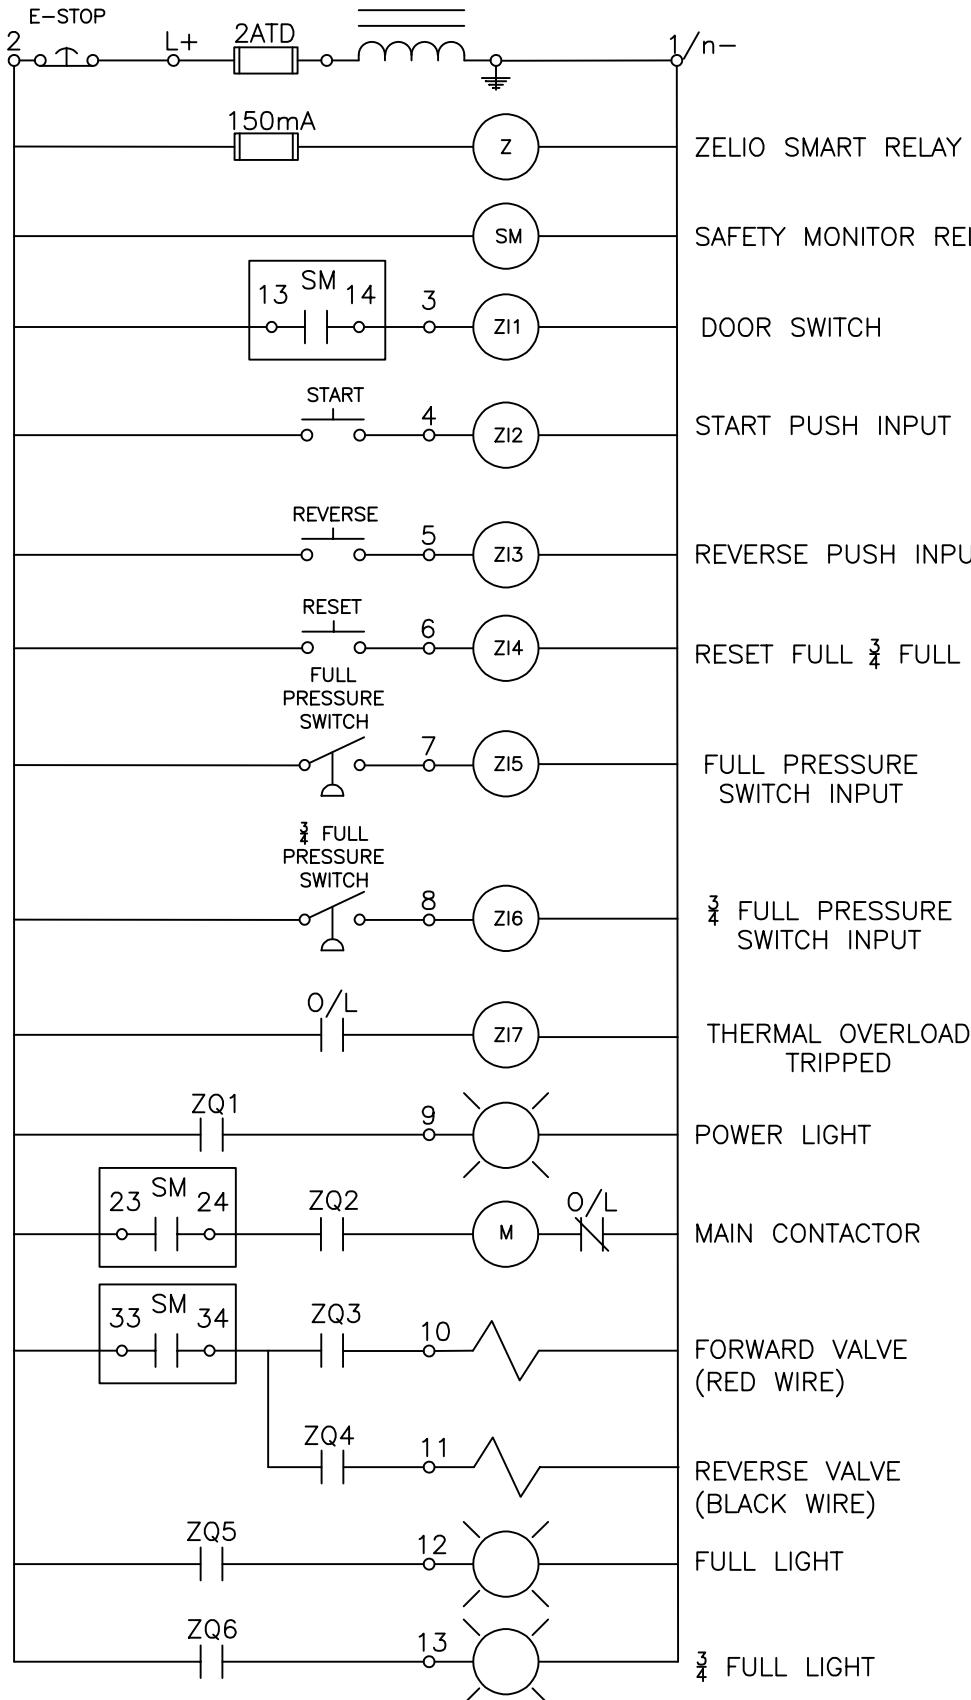 E-STOP
2 L+ 2ATD 1/n-
150mA
Z ZELIO SMART RELAY
SM SAFETY MONITOR REL
SM
13 14 3
ZI1 DOOR SWITCH
START
4 ZI2 START PUSH INPUT
REVERSE
5 ZI3 REVERSE PUSH INPU
RESET
6 ZI4 RESET FULL 3/4 FULL
FULL
PRESSURE
SWITCH
7 ZI5 FULL PRESSURE
SWITCH INPUT
3/4 FULL
PRESSURE
SWITCH
8 ZI6 3/4 FULL PRESSURE
SWITCH INPUT
O/L
ZI7 THERMAL OVERLOAD
TRIPPED
ZQ1 9 POWER LIGHT
SM
23 24 ZQ2 O/L
M MAIN CONTACTOR
SM
33 34 ZQ3 10
FORWARD VALVE
(RED WIRE)
ZQ4 11
REVERSE VALVE
(BLACK WIRE)
ZQ5 12 FULL LIGHT
ZQ6 13 3/4 FULL LIGHT